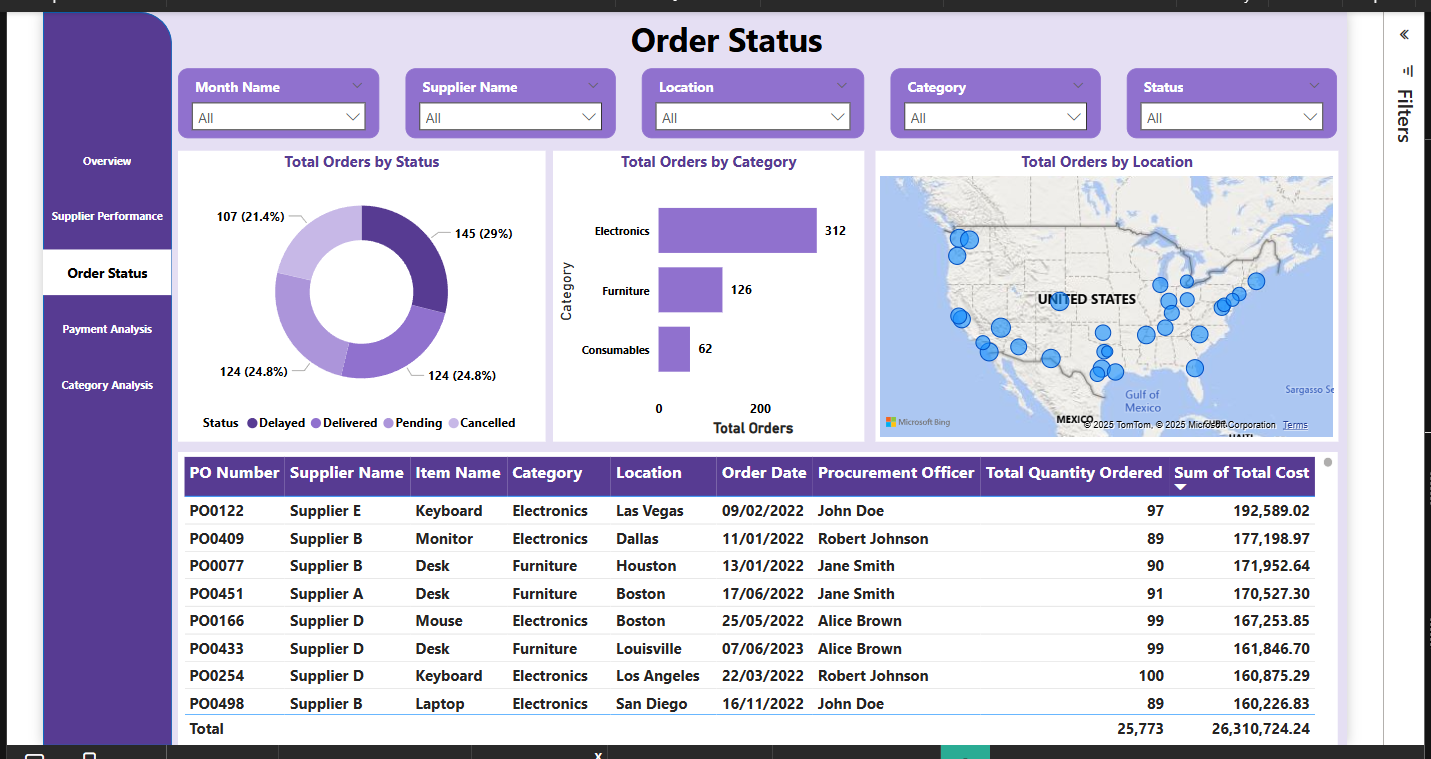 Order Status
Month Name
Supplier Name
Location
Category
Status
All
All
All
All
All
Overview
Supplier Performance
Order Status
Payment Analysis
Category Analysis
Filters
Total Orders by Status
107 (21.4%)
145 (29%)
124 (24.8%)
124 (24.8%)
Status Delayed Delivered Pending Cancelled
Total Orders by Category
Category
Electronics 312
Furniture 126
Consumables 62
0 200
Total Orders
Total Orders by Location
UNITED STATES
Gulf of
Mexico
Sargasso Se
MEXICO
Microsoft Bing
© 2025 TomTom, © 2025 Microsoft Corporation Terms
PO Number Supplier Name Item Name Category Location Order Date Procurement Officer Total Quantity Ordered Sum of Total Cost
PO0122 Supplier E Keyboard Electronics Las Vegas 09/02/2022 John Doe 97 192,589.02
PO0409 Supplier B Monitor Electronics Dallas 11/01/2022 Robert Johnson 89 177,198.97
PO0077 Supplier B Desk Furniture Houston 13/01/2022 Jane Smith 90 171,952.64
PO0451 Supplier A Desk Furniture Boston 17/06/2022 Jane Smith 91 170,527.30
PO0166 Supplier D Mouse Electronics Boston 25/05/2022 Alice Brown 99 167,253.85
PO0433 Supplier D Desk Furniture Louisville 07/06/2023 Alice Brown 99 161,846.70
PO0254 Supplier D Keyboard Electronics Los Angeles 22/03/2022 Robert Johnson 100 160,875.29
PO0498 Supplier B Laptop Electronics San Diego 16/11/2022 John Doe 89 160,226.83
Total 25,773 26,310,724.24